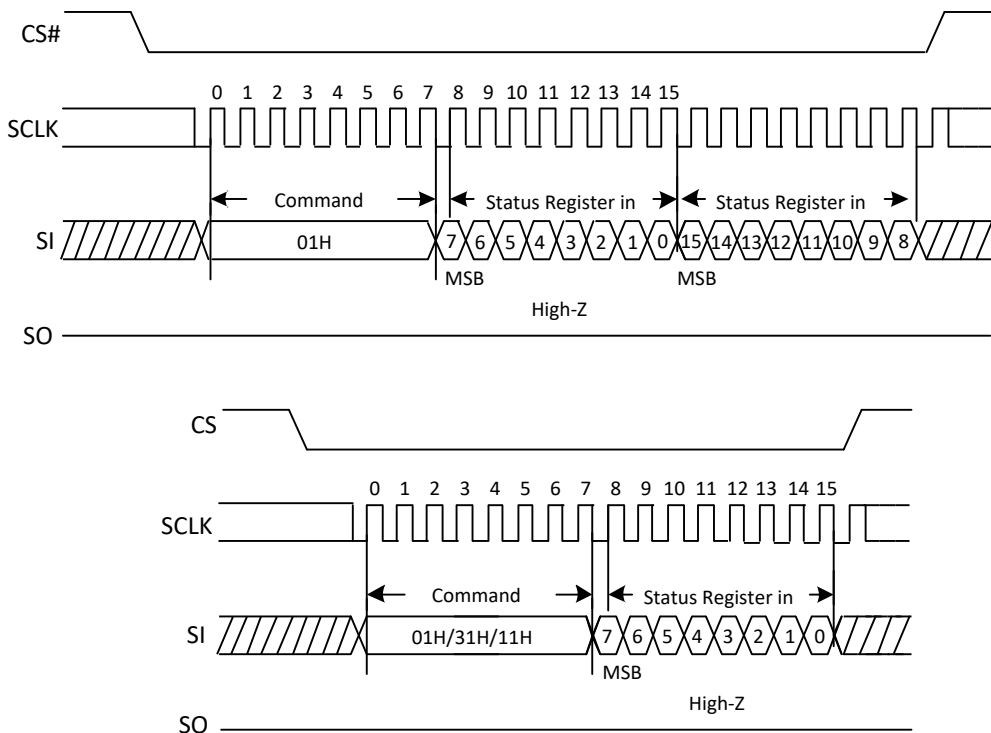 CS#
0 1 2 3 4 5 6 7 8 9 10 11 12 13 14 15
SCLK
Command Status Register in Status Register in
SI 01H 7 6 5 4 3 2 1 0 15 14 13 12 11 10 9 8
MSB MSB
High-Z
SO
CS
0 1 2 3 4 5 6 7 8 9 10 11 12 13 14 15
SCLK
Command Status Register in
SI 01H/31H/11H 7 6 5 4 3 2 1 0
MSB
High-Z
SO